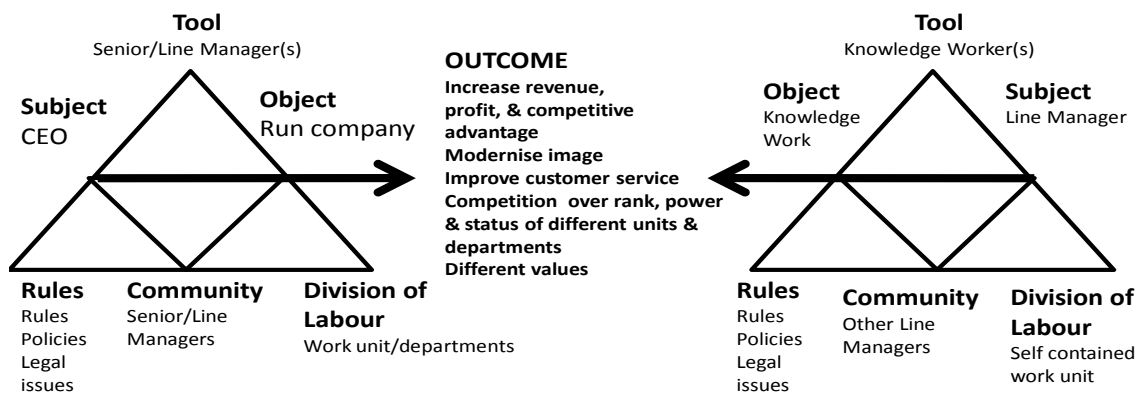 Tool
Senior/Line Manager(s)
Subject
CEO
Object
Run company
Rules
Rules
Policies
Legal
issues
Community
Senior/Line
Managers
Division of
Labour
Work unit/departments
OUTCOME
Increase revenue,
profit, & competitive
advantage
Modernise image
Improve customer service
Competition over rank, power
& status of different units &
departments
Different values
Tool
Knowledge Worker(s)
Object
Knowledge
Work
Subject
Line Manager
Rules
Rules
Policies
Legal
issues
Community
Other Line
Managers
Division of
Labour
Self contained
work unit